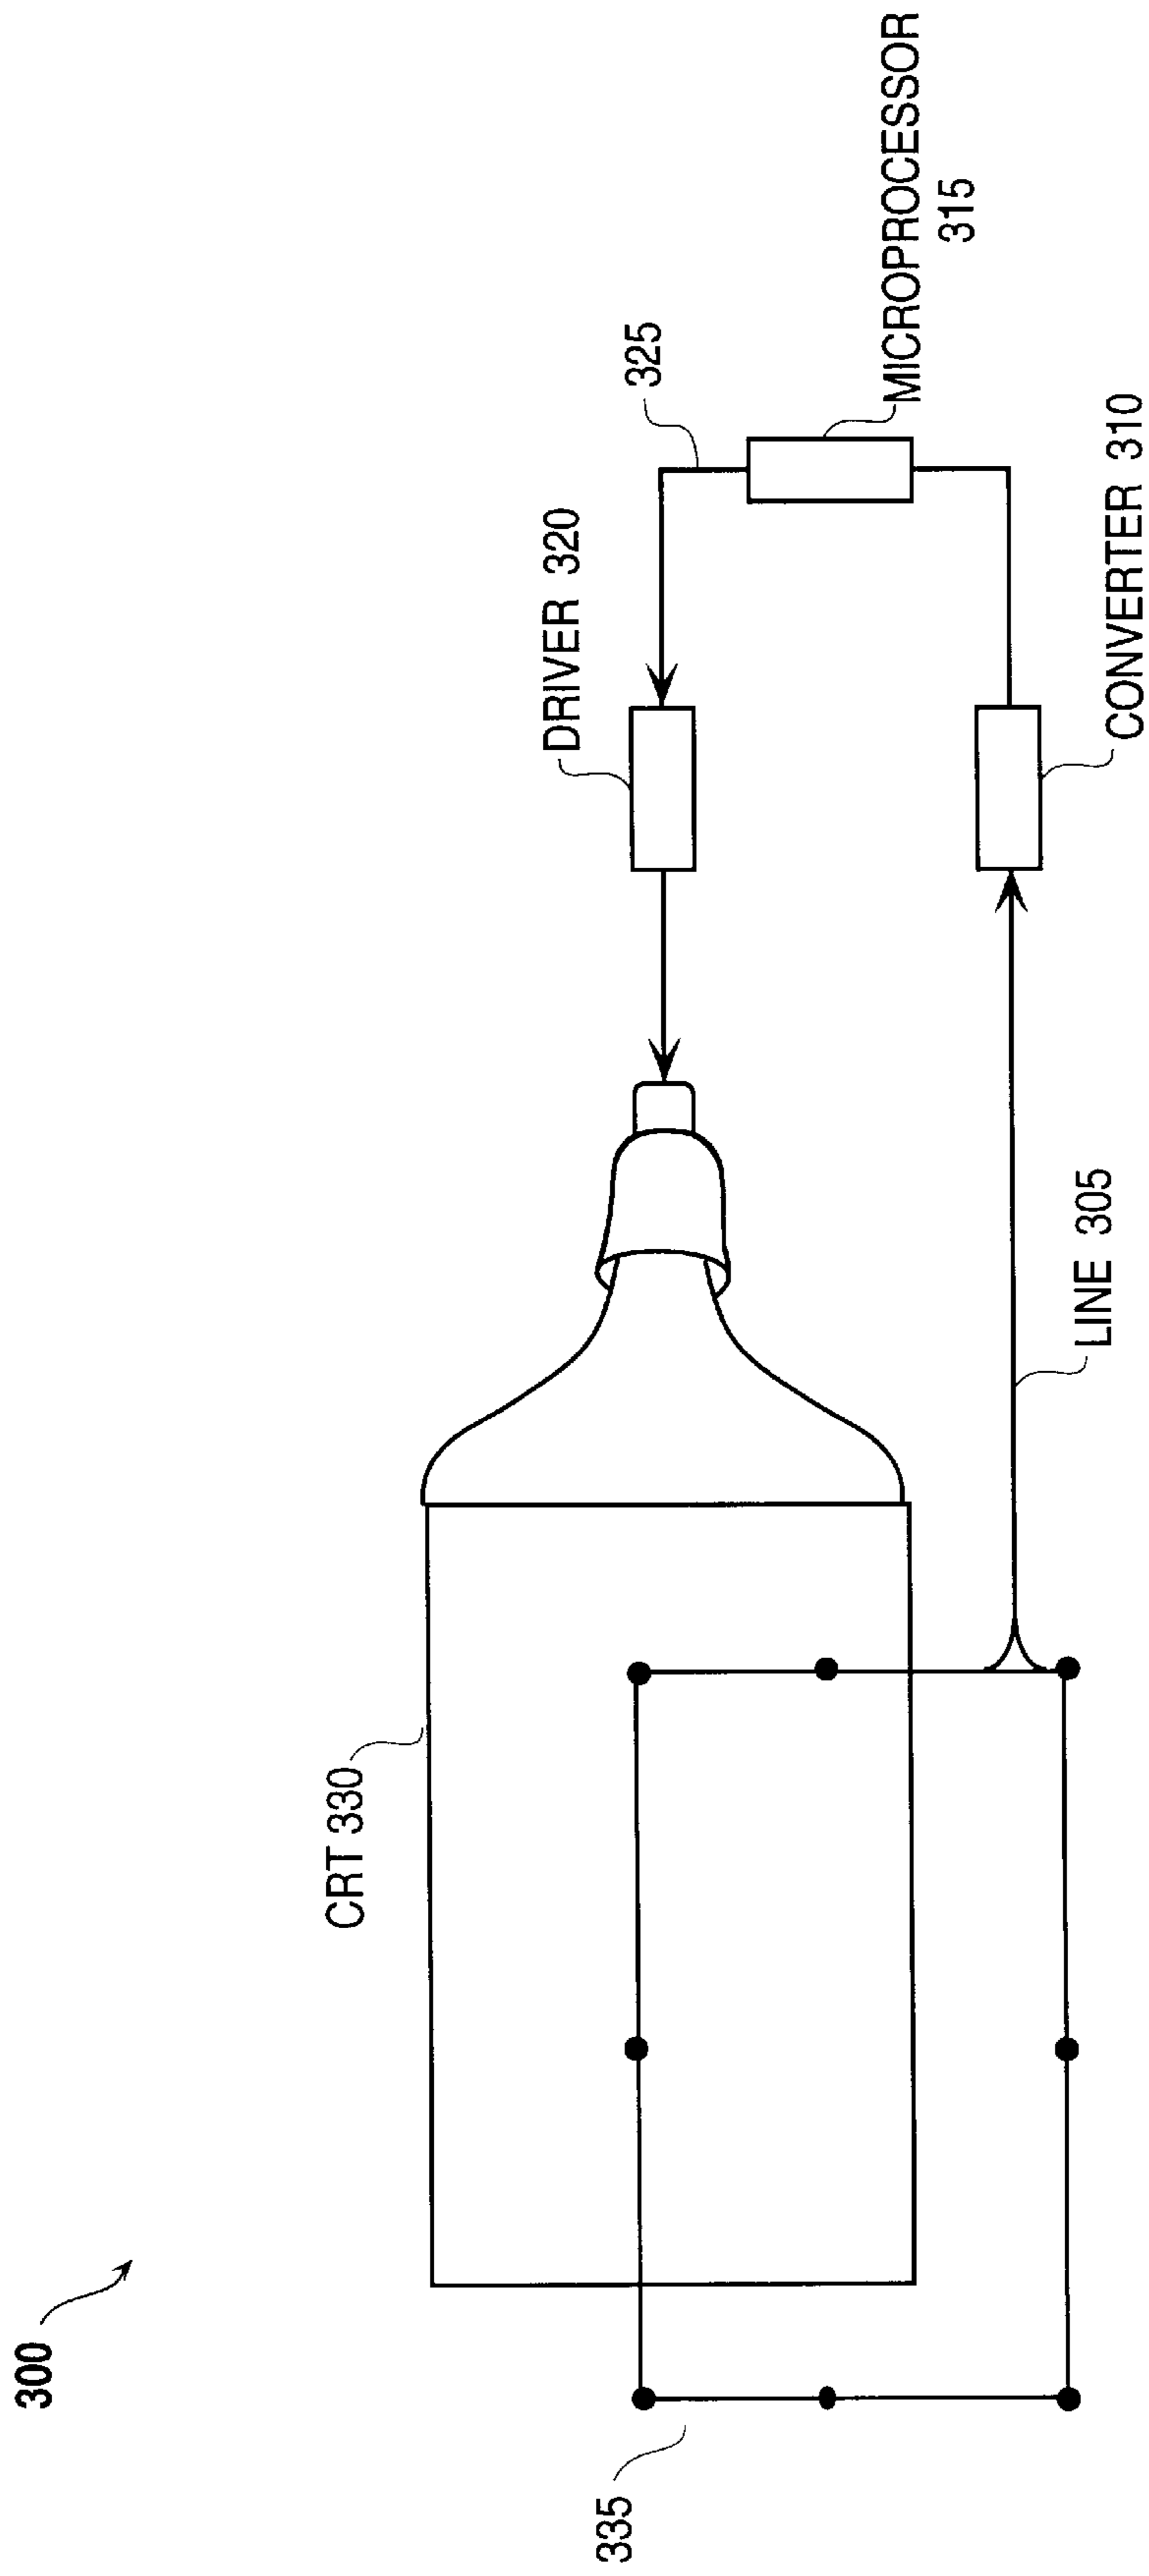 300
CRT 330
335
DRIVER 320
325
MICROPROCESSOR
315
LINE 305
CONVERTER 310